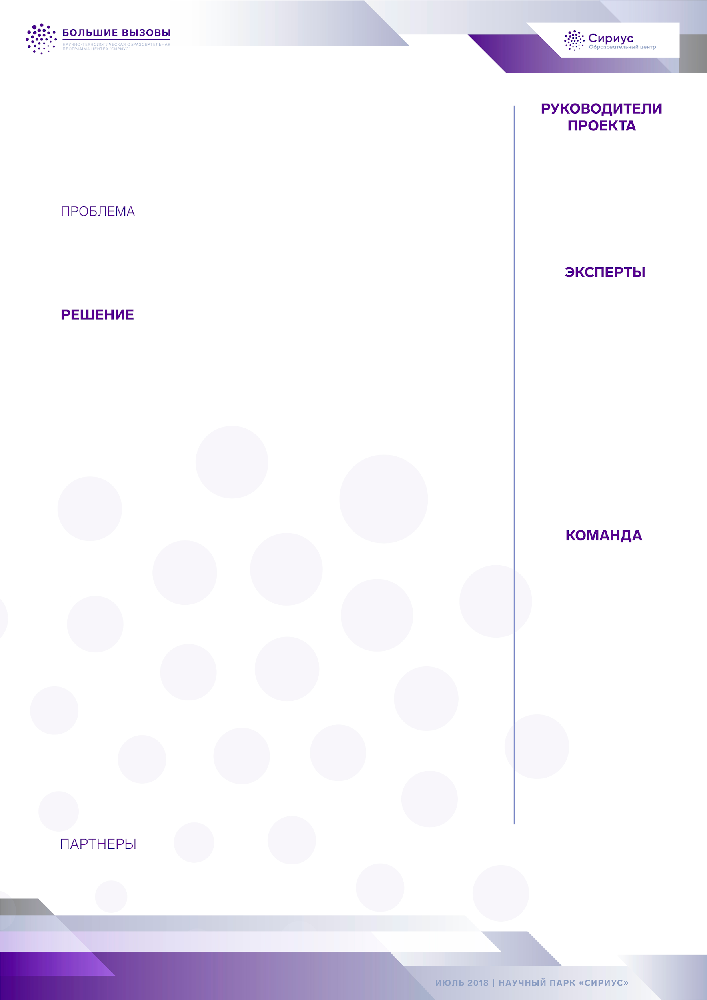 БОЛЬШИЕ ВЫЗОВЫ
НАУЧНО-ТЕХНОЛОГИЧЕСКАЯ ОБРАЗОВАТЕЛЬНАЯ
ПРОГРАММА ЦЕНТРА "СИРИУС"
Сириус
Образовательный центр
РУКОВОДИТЕЛИ
ПРОЕКТА
ПРОБЛЕМА
ЭКСПЕРТЫ
РЕШЕНИЕ
КОМАНДА
ПАРТНЕРЫ
ИЮЛЬ 2018 | НАУЧНЫЙ ПАРК «СИРИУС»